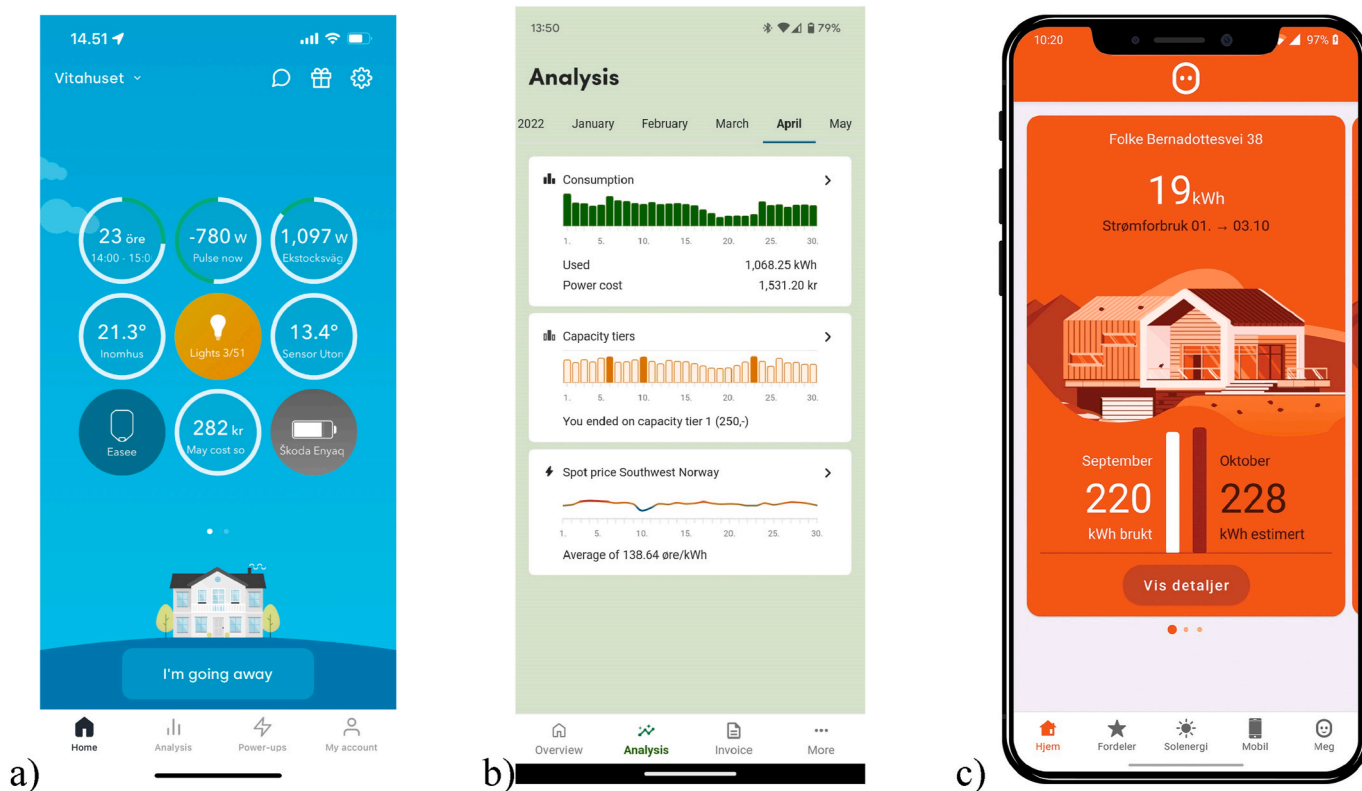 14.51
Vitahuset
23 öre
14:00 - 15:0
-780 W
Pulse now
1,097 W
Ekstocksväg
21.3°
Inomhus
Lights 3/51
13.4°
Sensor Uton
Easee
282 kr
May cost so
Škoda Enyaq
I'm going away
Home
Analysis
Power-ups
My account
a)
13:50
79%
Analysis
2022 January February March April May
Consumption
1. 5. 10. 15. 20. 25. 30.
Used 1,068.25 kWh
Power cost 1,531.20 kr
Capacity tiers
1. 5. 10. 15. 20. 25. 30.
You ended on capacity tier 1 (250,-)
Spot price Southwest Norway
1. 5. 10. 15. 20. 25. 30.
Average of 138.64 øre/kWh
Overview
Analysis
Invoice
More
b)
10:20
97%
Folke Bernadottesvei 38
19 kWh
Strømforbruk 01. → 03.10
September
220
kWh brukt
Oktober
228
kWh estimert
Vis detaljer
Hjem
Fordeler
Solenergi
Mobil
Meg
c)